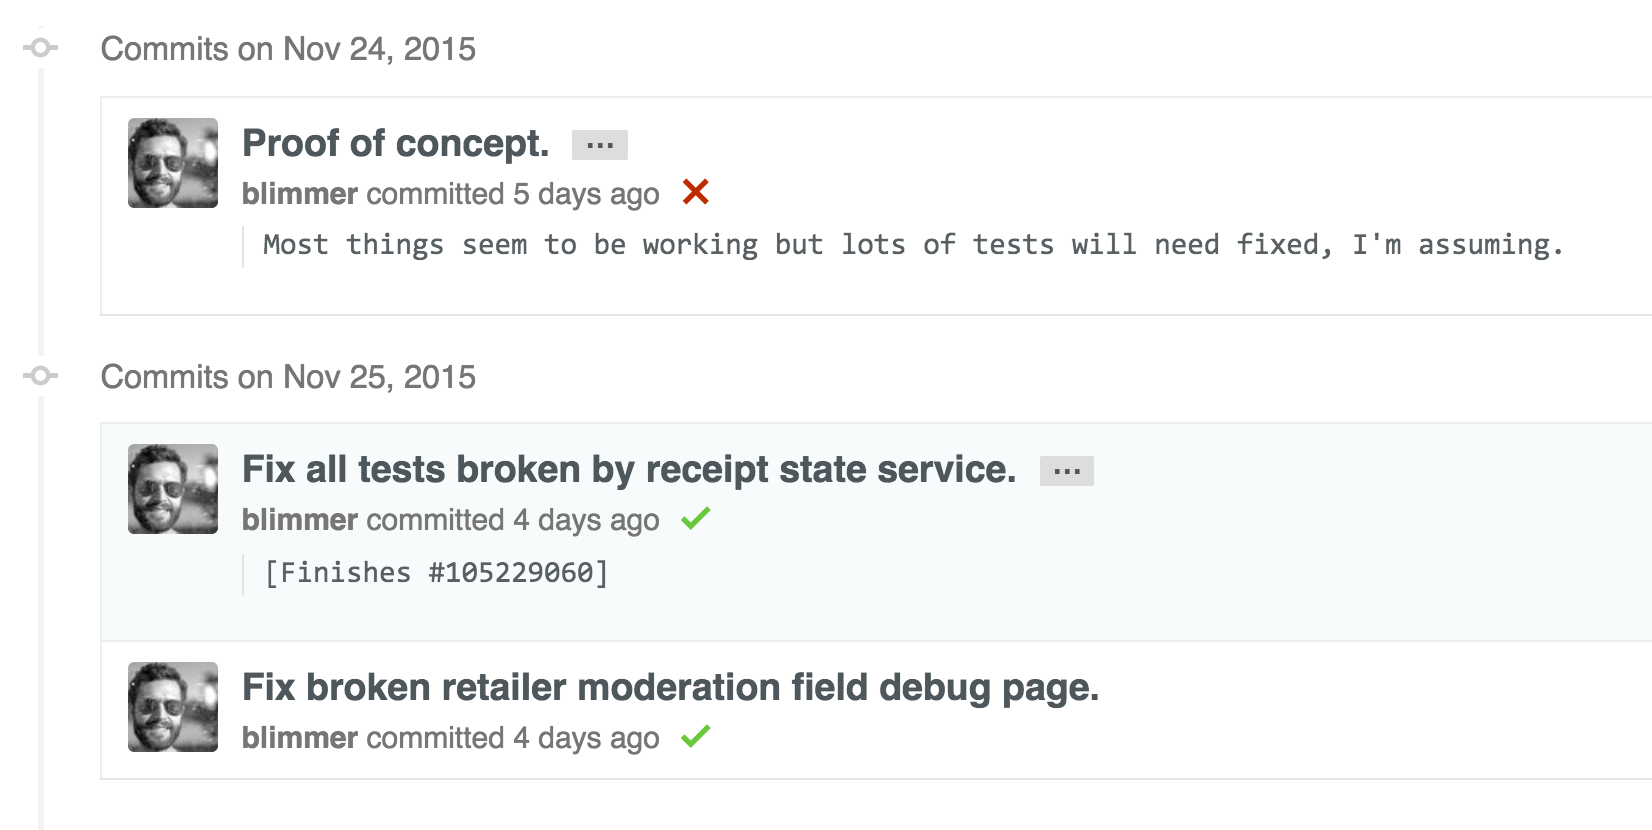 Commits on Nov 24, 2015
Proof of concept. ...
blimmer committed 5 days ago
Most things seem to be working but lots of tests will need fixed, I'm assuming.
Commits on Nov 25, 2015
Fix all tests broken by receipt state service. ...
blimmer committed 4 days ago
[Finishes #105229060]
Fix broken retailer moderation field debug page.
blimmer committed 4 days ago